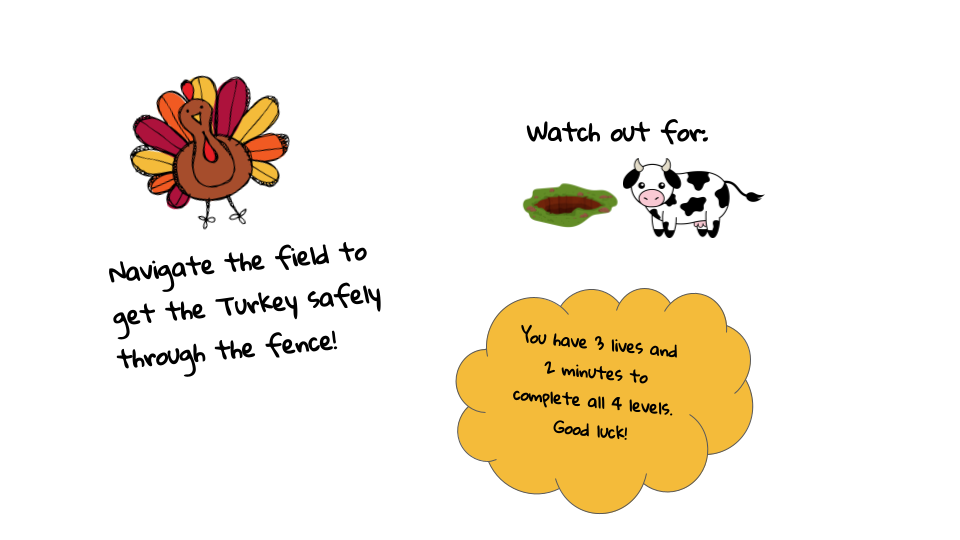 Navigate the field to
get the Turkey safely
through the fence!
Watch out for:
You have 3 lives and
2 minutes to
complete all 4 levels.
Good luck!